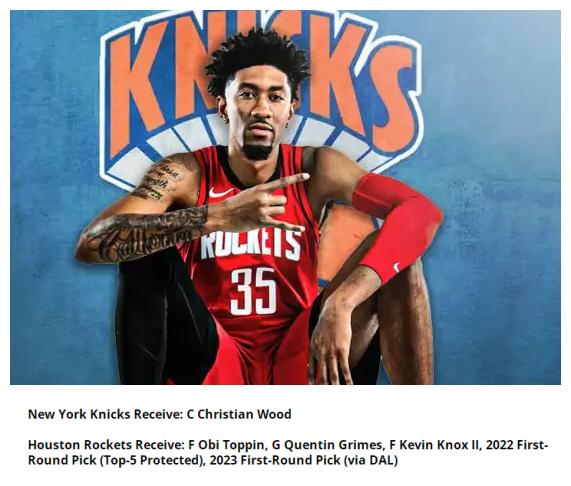 KNICKS
ROCKETS
35
New York Knicks Receive: C Christian Wood
Houston Rockets Receive: F Obi Toppin, G Quentin Grimes, F Kevin Knox II, 2022 First-
Round Pick (Top-5 Protected), 2023 First-Round Pick (via DAL)